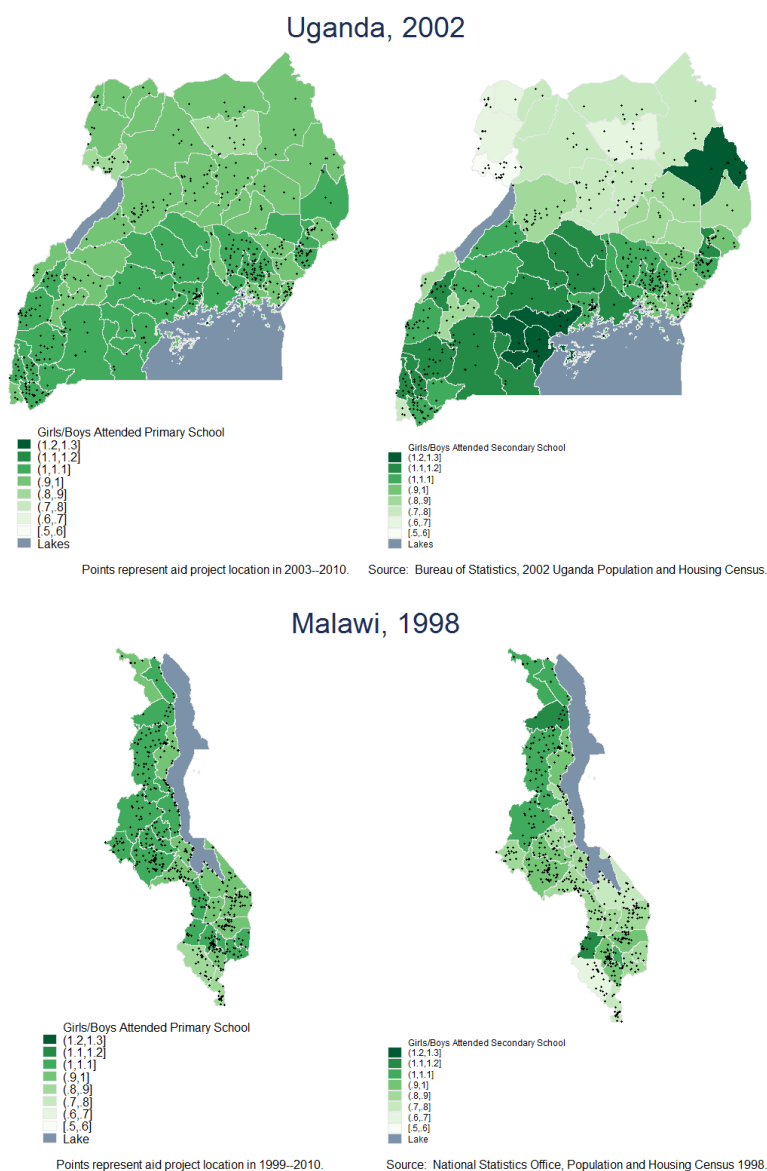 Uganda, 2002
Girls/Boys Attended Primary School
(1.2,1.3]
(1.1,1.2]
(1,1.1]
(.9,1]
(.8,.9]
(.7,.8]
(.6,.7]
[.5,.6]
Lakes
Girls/Boys Attended Secondary School
(1.2,1.3]
(1.1,1.2]
(1,1.1]
(.9,1]
(.8,.9]
(.7,.8]
(.6,.7]
[.5,.6]
Lakes
Points represent aid project location in 2003--2010.
Source: Bureau of Statistics, 2002 Uganda Population and Housing Census.
Malawi, 1998
Girls/Boys Attended Primary School
(1.2,1.3]
(1.1,1.2]
(1,1.1]
(.9,1]
(.8,.9]
(.7,.8]
(.6,.7]
[.5,.6]
Lake
Girls/Boys Attended Secondary School
(1.2,1.3]
(1.1,1.2]
(1,1.1]
(.9,1]
(.8,.9]
(.7,.8]
(.6,.7]
[.5,.6]
Lake
Points represent aid project location in 1999--2010.
Source: National Statistics Office, Population and Housing Census 1998.